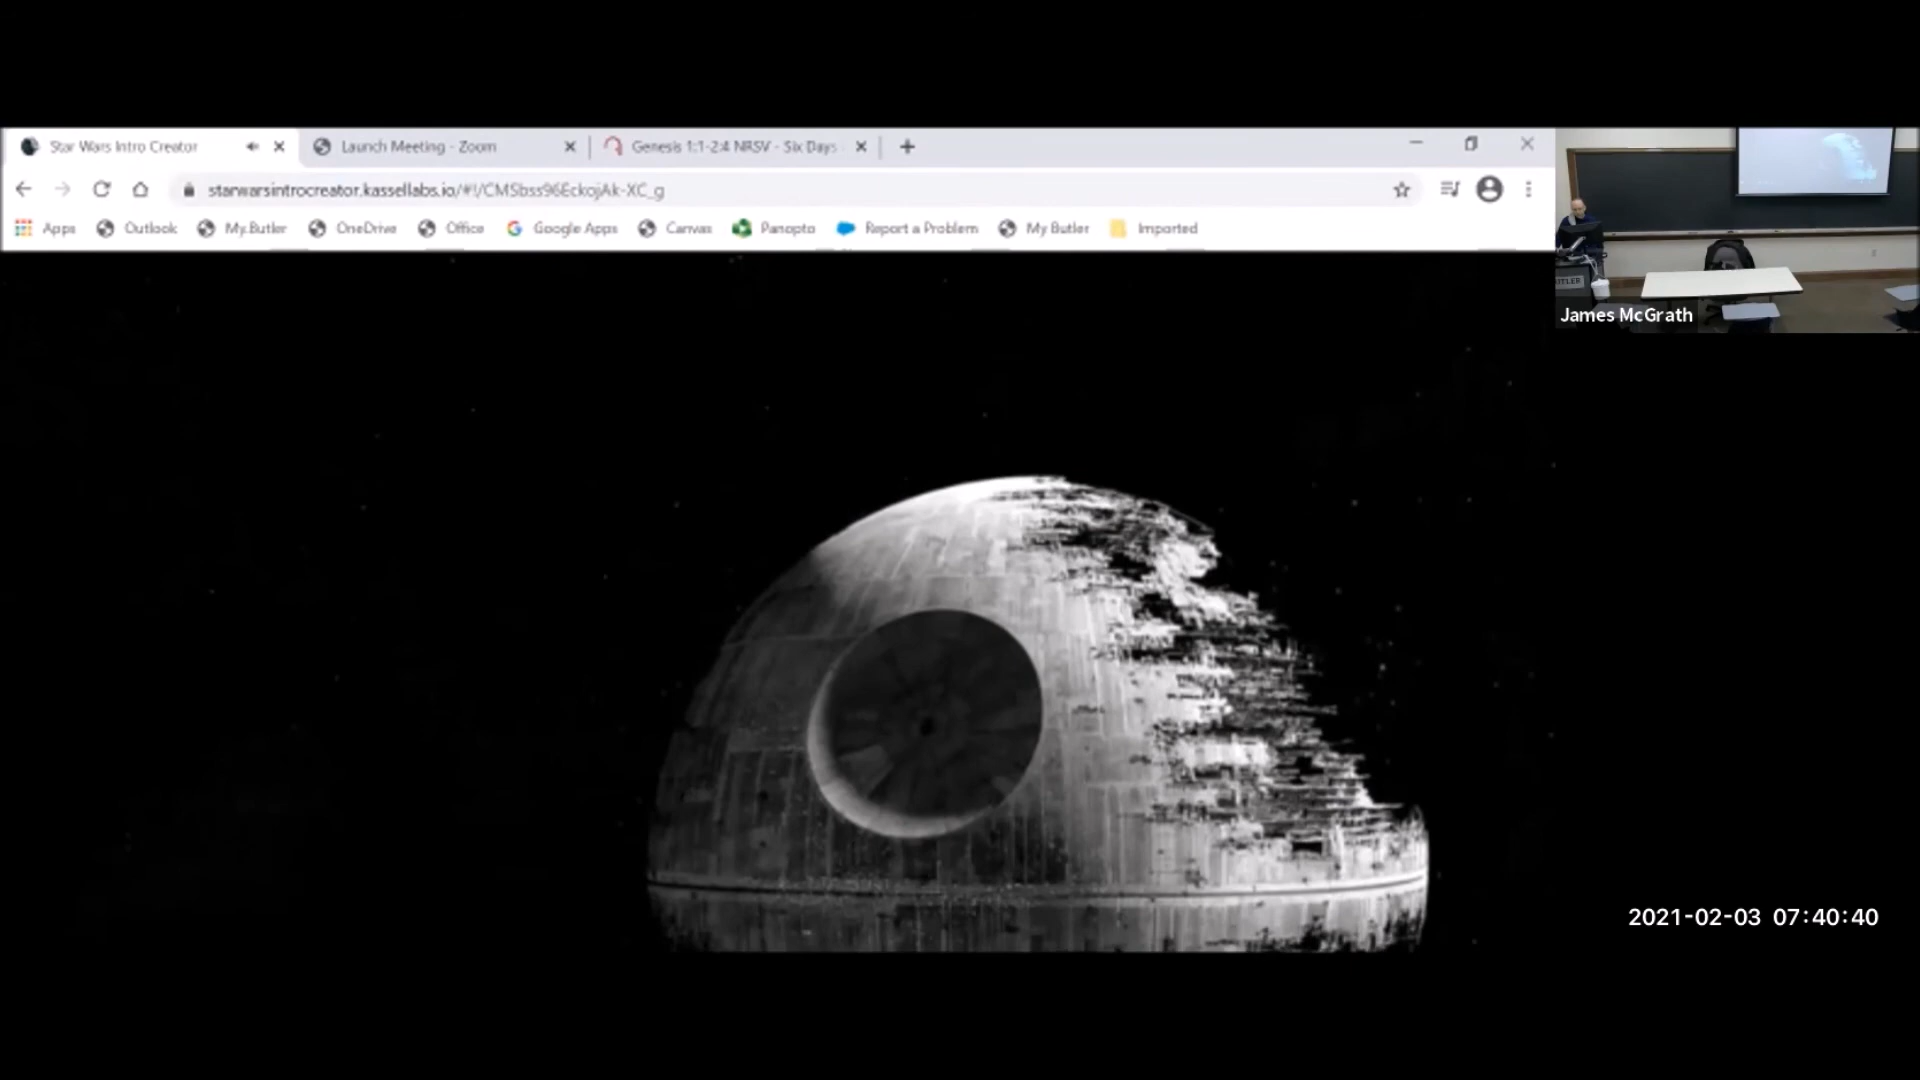 Star Wars Intro Creator
Launch Meeting - Zoom
Genesis 1:1-2:4 NRSV - Six Days
starwarsintrocreator.kassellabs.io/#!/CMSbss96EckojAk-XC_g
Apps Outlook My.Butler OneDrive Office Google Apps Canvas Panopto Report a Problem My Butler Imported
James McGrath
2021-02-03 07:40:40